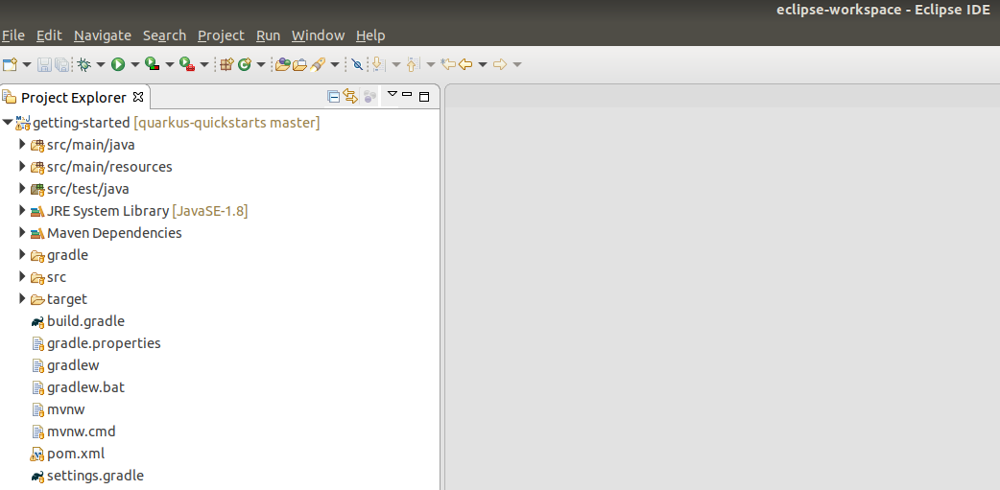 eclipse-workspace - Eclipse IDE
File Edit Navigate Search Project Run Window Help
Project Explorer
getting-started [quarkus-quickstarts master]
src/main/java
src/main/resources
src/test/java
JRE System Library [JavaSE-1.8]
Maven Dependencies
gradle
src
target
build.gradle
gradle.properties
gradlew
gradlew.bat
mvnw
mvnw.cmd
pom.xml
settings.gradle